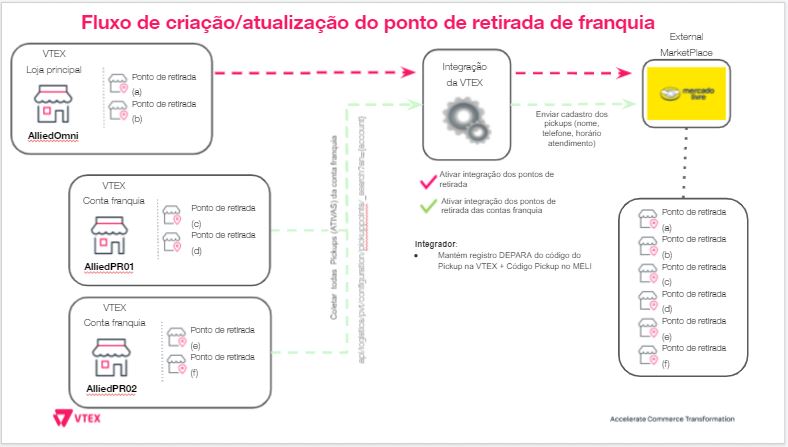 Fluxo de criação/atualização do ponto de retirada de franquia
VTEX
Loja principal
AlliedOmni
Ponto de retirada
(a)
Ponto de retirada
(b)
VTEX
Conta franquia
AlliedPR01
Ponto de retirada
(c)
Ponto de retirada
(d)
VTEX
Conta franquia
AlliedPR02
Ponto de retirada
(e)
Ponto de retirada
(f)
Coletar todas Pickups (ATIVAS) da conta franquia
api/logistics/pvt/configuration/pickuppoints/_search?an={account}
Integração
da VTEX
Ativar integração dos pontos de
retirada
Ativar integração dos pontos de
retirada das contas franquia
Integrador:
• Mantém registro DEPARA do código do
Pickup na VTEX + Código Pickup no MELI
Enviar cadastro dos
pickups (nome,
telefone, horário
atendimento)
External
MarketPlace
mercado
livre
Ponto de retirada
(a)
Ponto de retirada
(b)
Ponto de retirada
(c)
Ponto de retirada
(d)
Ponto de retirada
(e)
Ponto de retirada
(f)
VTEX
Accelerate Commerce Transformation